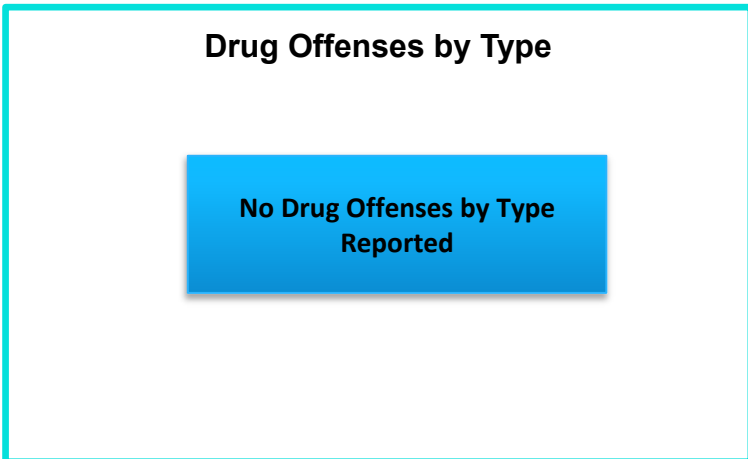 Drug Offenses by Type
No Drug Offenses by Type
Reported